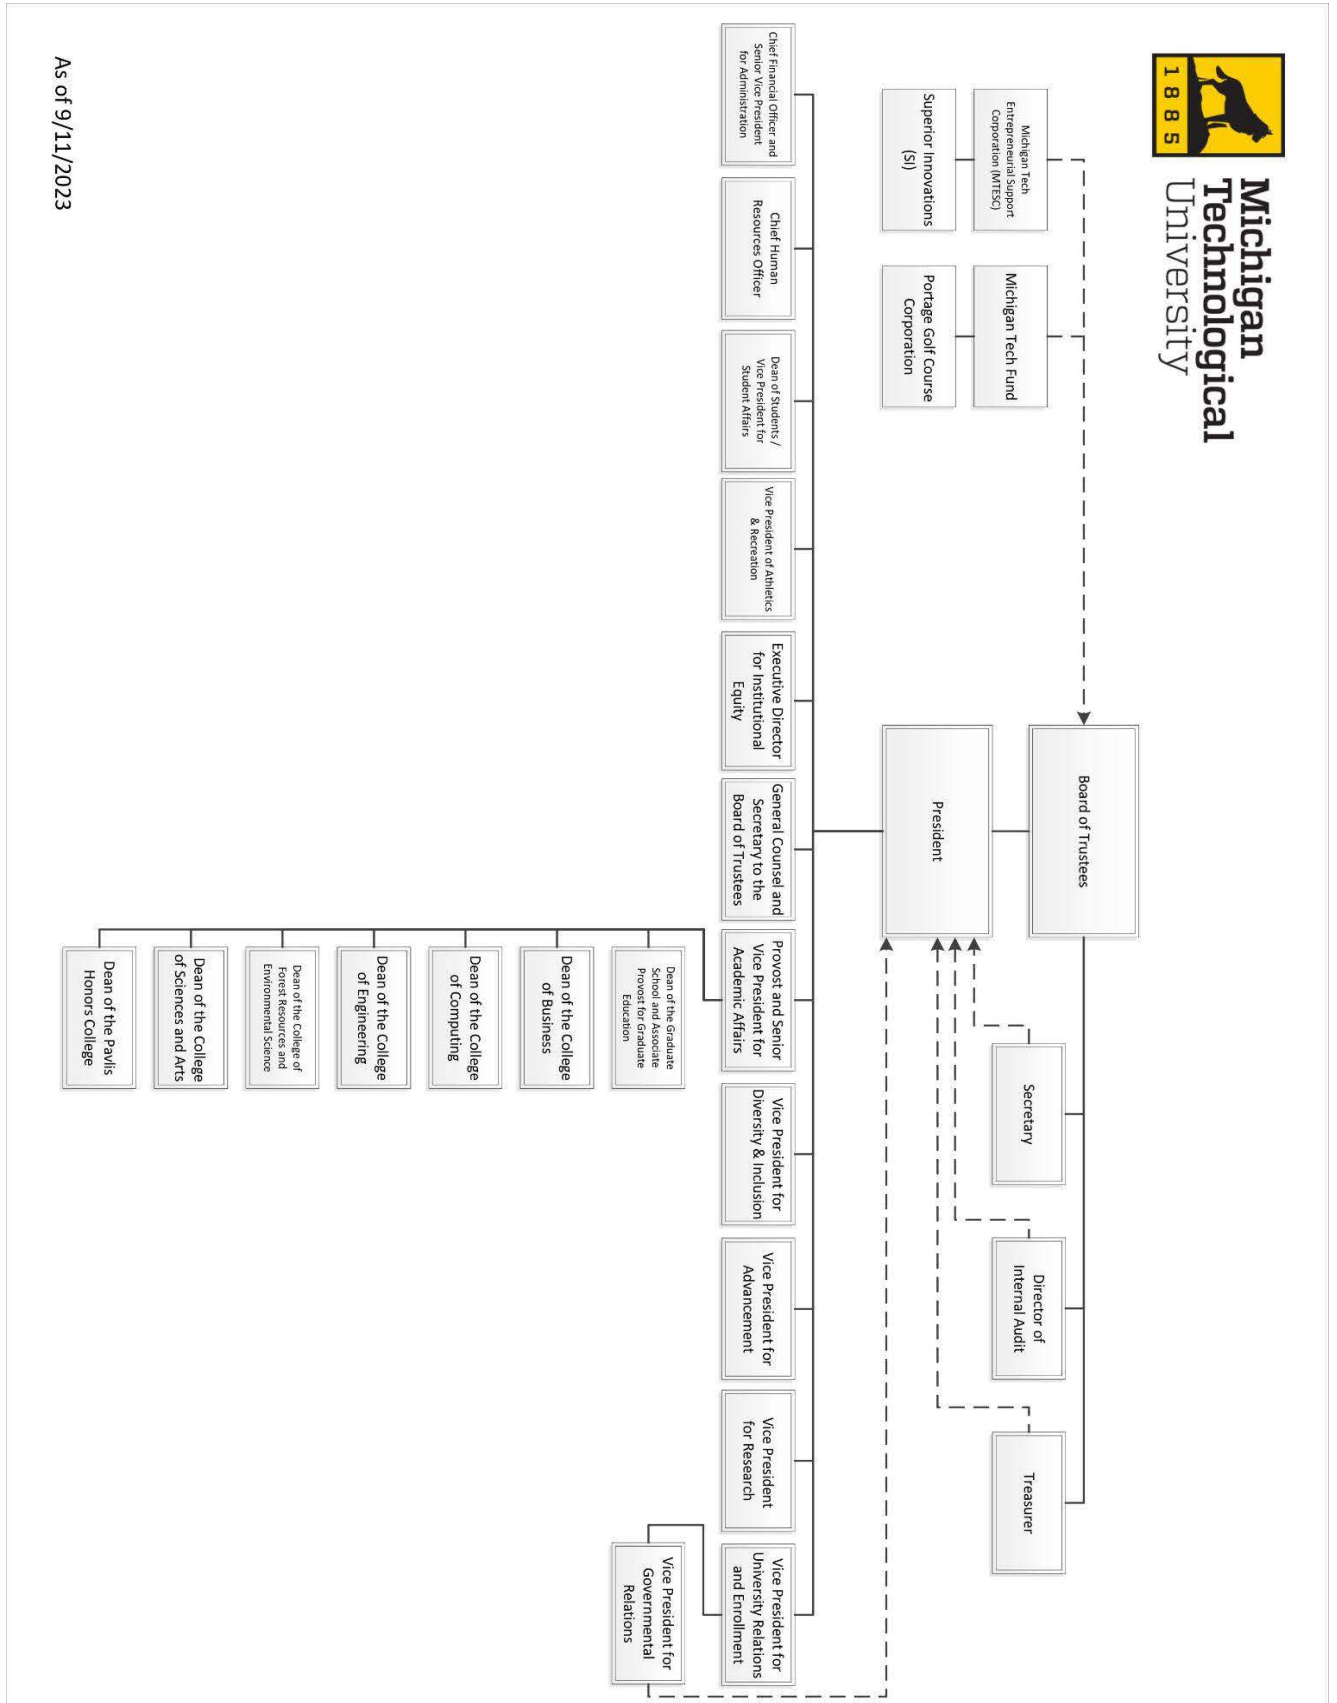 1885
Michigan
Technological
University
Board of Trustees
Michigan Tech
Entrepreneurial Support
Corporation (MTESC)
Michigan Tech Fund
Superior Innovations
(SI)
Portage Golf Course
Corporation
President
Secretary
Director of
Internal Audit
Treasurer
Chief Financial Officer and
Senior Vice President
for Administration
Chief Human
Resources Officer
Dean of Students /
Vice President for
Student Affairs
Vice President of Athletics
& Recreation
Executive Director
for Institutional
Equity
General Counsel and
Secretary to the
Board of Trustees
Provost and Senior
Vice President for
Academic Affairs
Vice President for
Diversity & Inclusion
Vice President for
Advancement
Vice President
for Research
Vice President for
University Relations
and Enrollment
Dean of the Graduate
School and Associate
Provost for Graduate
Education
Vice President for
Governmental
Relations
Dean of the College
of Business
Dean of the College
of Computing
Dean of the College
of Engineering
Dean of the College of
Forest Resources and
Environmental Science
Dean of the College
of Sciences and Arts
Dean of the Pavlis
Honors College
As of 9/11/2023